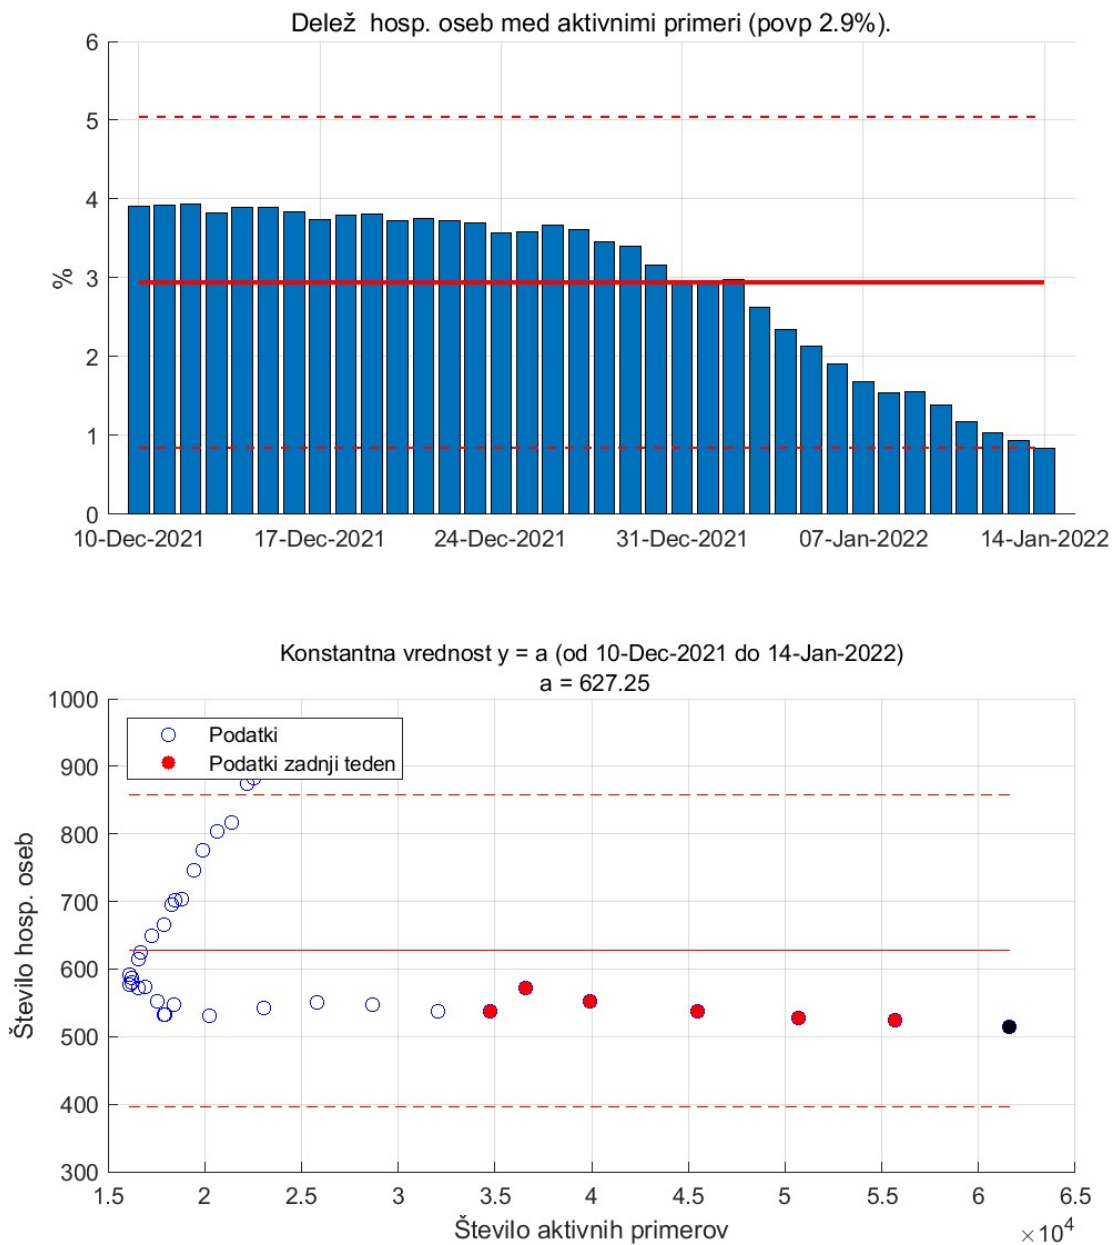 Delež hosp. oseb med aktivnimi primeri (povp 2.9%).
6
5
4
3
2
1
0
%
10-Dec-2021 17-Dec-2021 24-Dec-2021 31-Dec-2021 07-Jan-2022 14-Jan-2022
Konstantna vrednost y = a (od 10-Dec-2021 do 14-Jan-2022)
a = 627.25
1000
900
800
700
600
500
400
300
Število hosp. oseb
Podatki
Podatki zadnji teden
1.5 2 2.5 3 3.5 4 4.5 5 5.5 6 6.5
Število aktivnih primerov
×10⁴